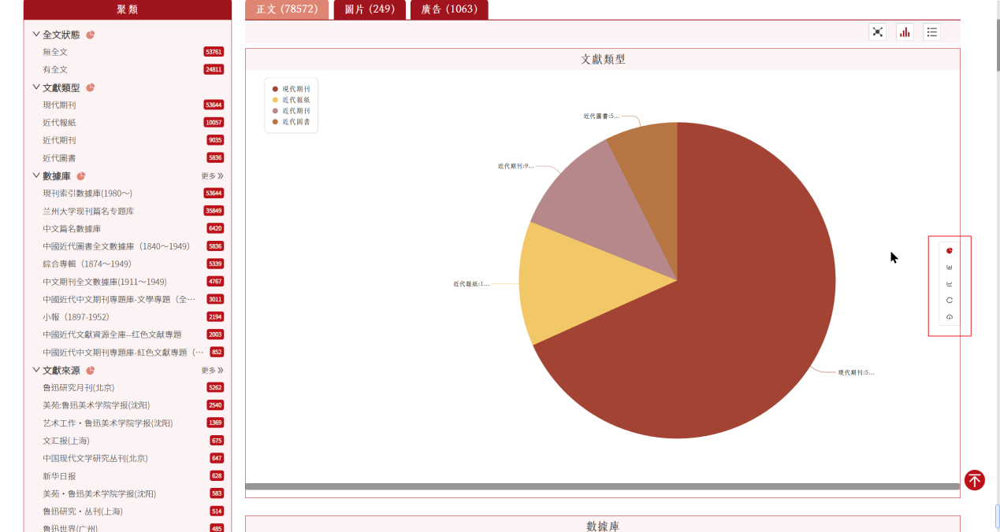 聚類
全文狀態
無全文 53761
有全文 24811
文獻類型
現代期刊 53644
近代報紙 10057
近代期刊 9035
近代圖書 5836
數據庫 更多
現刊索引數據庫(1980～) 53644
兰州大学现刊篇名专题库 35849
中文篇名數據庫 6420
中國近代圖書全文數據庫（1840～1949） 5836
綜合專輯（1874～1949） 5339
中文期刊全文數據庫(1911～1949) 4767
中國近代中文期刊專題庫-文學專題（全··· 3011
小報（1897-1952） 2194
中國近代文獻資源全庫--红色文献専題 2003
中國近代中文期刊專題庫-紅色文獻專題（··· 852
文獻來源 更多
鲁迅研究月刊(北京) 5262
美苑:鲁迅美术学院学报(沈阳) 2540
艺术工作・鲁迅美术学院学报(沈阳) 1369
文汇报(上海) 675
中国现代文学研究丛刊(北京) 647
新华日报 628
美苑・鲁迅美术学院学报(沈阳) 583
鲁迅研究・丛刊(上海) 514
鲁迅世界(广州) 485
正文 (78572) 圖片 (249) 廣告 (1063)
文獻類型
現代期刊
近代報紙
近代期刊
近代圖書
近代圖書:5...
近代期刊:9...
近代報紙:1...
現代期刊:5...
數據庫